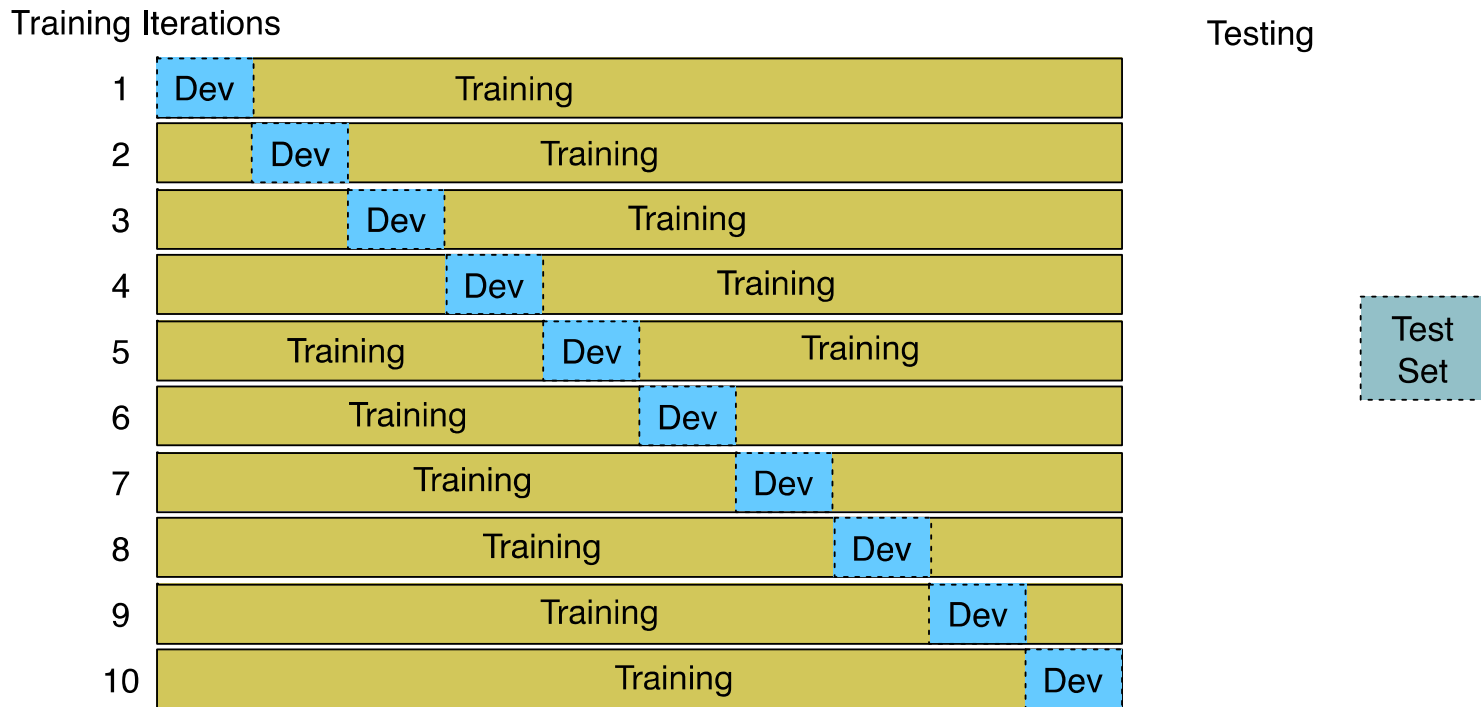 Training Iterations
Testing
1 Dev Training
2 Dev Training
3 Dev Training
4 Dev Training
5 Training Dev Training
6 Training Dev
7 Training Dev
8 Training Dev
9 Training Dev
10 Training Dev
Test
Set